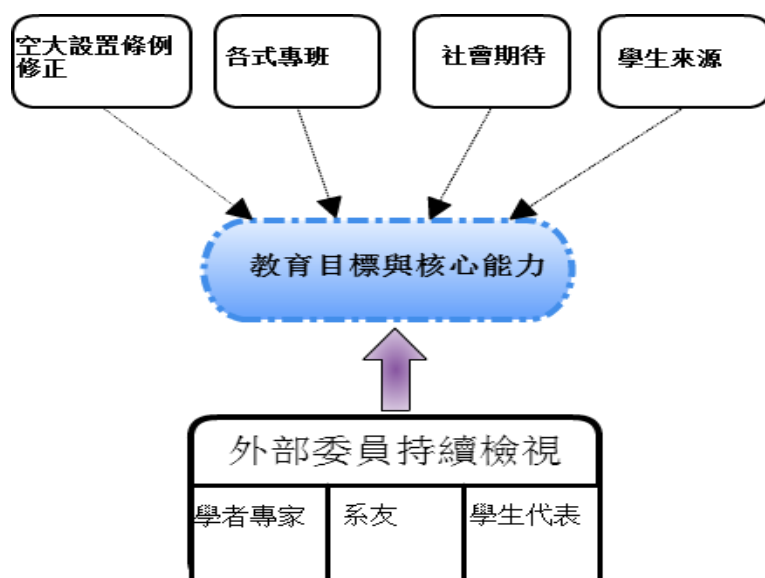 空大設置條例
修正
各式專班
社會期待
學生來源
教育目標與核心能力
外部委員持續檢視
學者專家
系友
學生代表